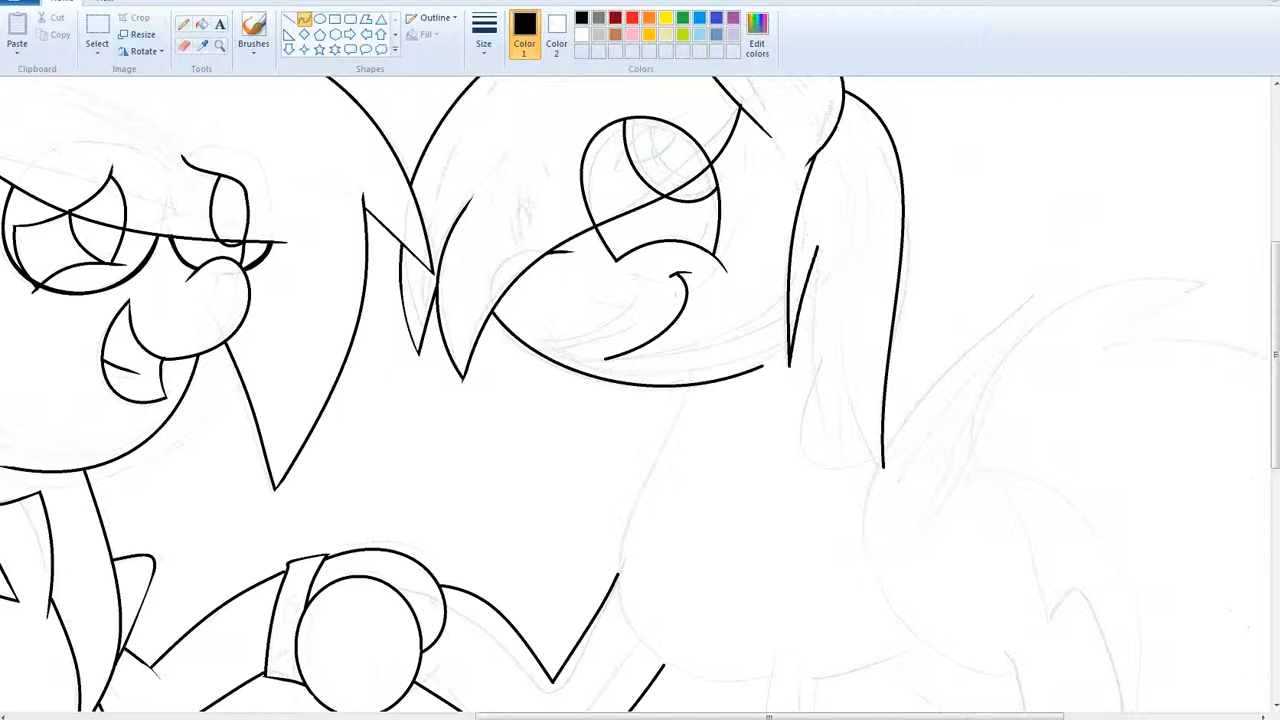 Cut
Copy
Paste
Clipboard
Select
Crop
Resize
Rotate
Image
Tools
Brushes
Outline
Fill
Shapes
Size
Color 1
Color 2
Edit colors
Colors